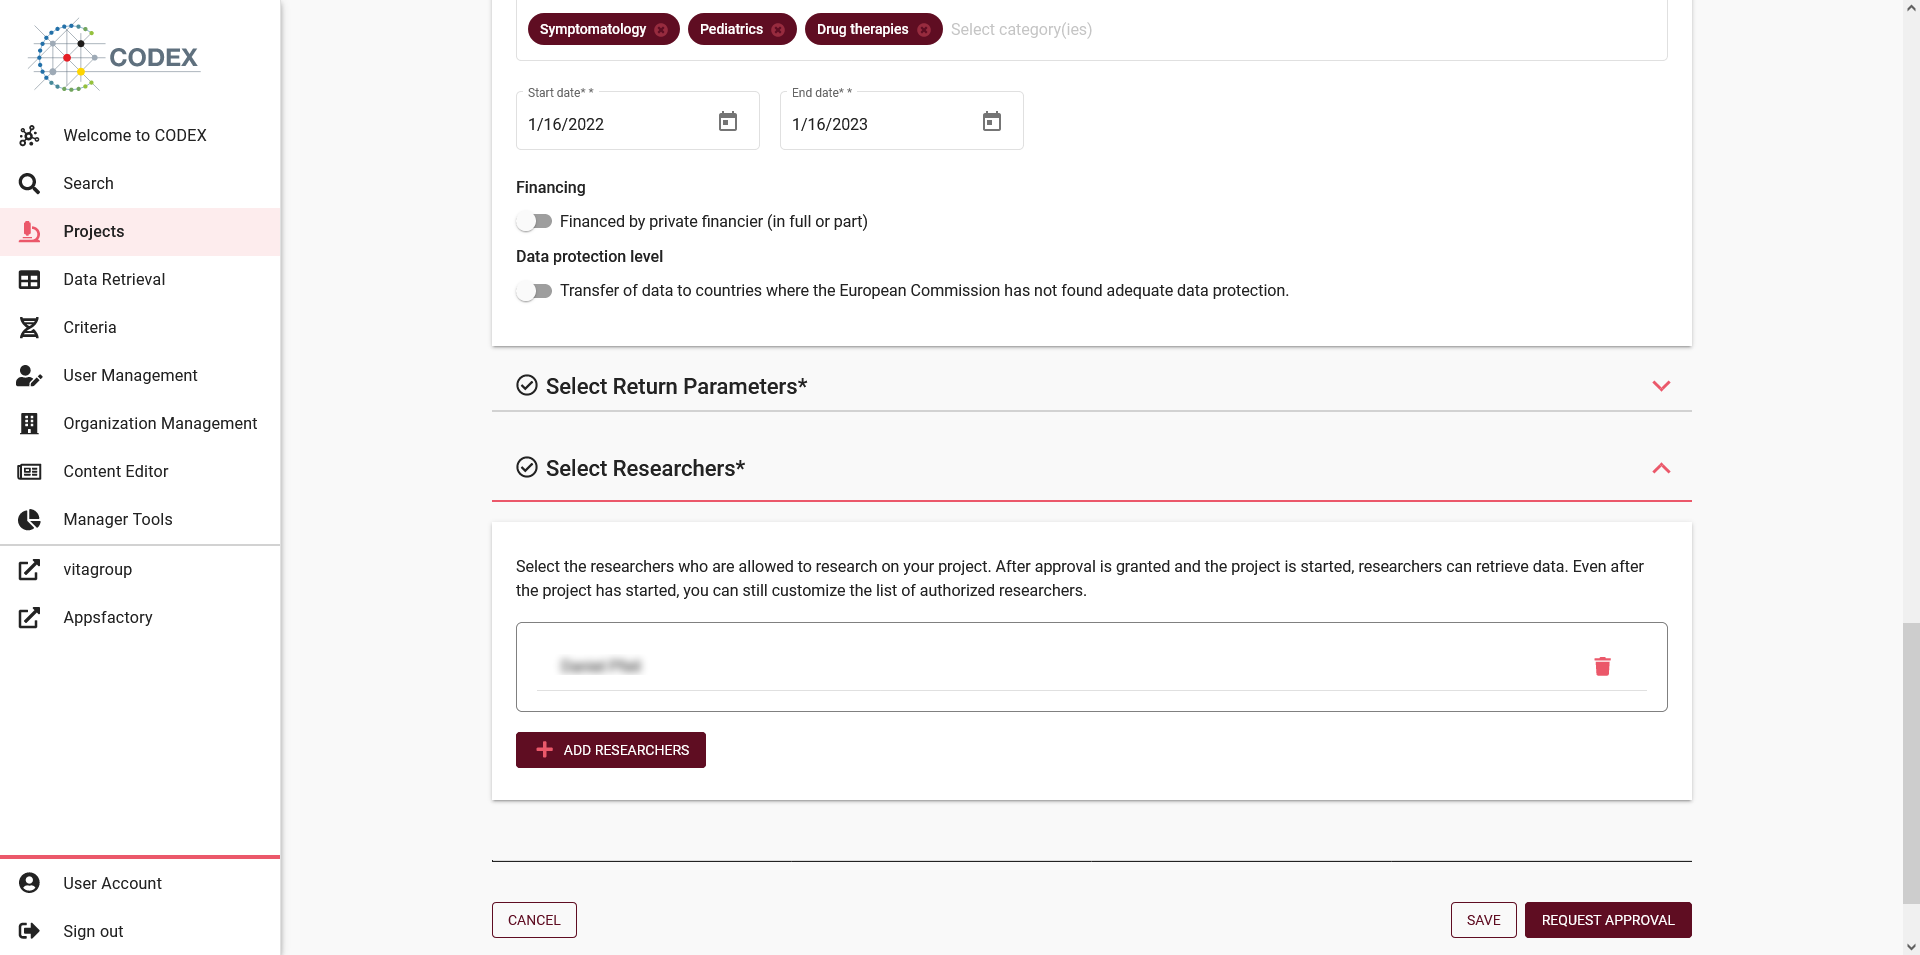 CODEX
Welcome to CODEX
Search
Projects
Data Retrieval
Criteria
User Management
Organization Management
Content Editor
Manager Tools
vitagroup
Appsfactory
User Account
Sign out
Symptomatology Pediatrics Drug therapies Select category(ies)
Start date* * End date* *
1/16/2022 1/16/2023
Financing
Financed by private financier (in full or part)
Data protection level
Transfer of data to countries where the European Commission has not found adequate data protection.
Select Return Parameters*
Select Researchers*
Select the researchers who are allowed to research on your project. After approval is granted and the project is started, researchers can retrieve data. Even after
the project has started, you can still customize the list of authorized researchers.
ADD RESEARCHERS
CANCEL SAVE REQUEST APPROVAL